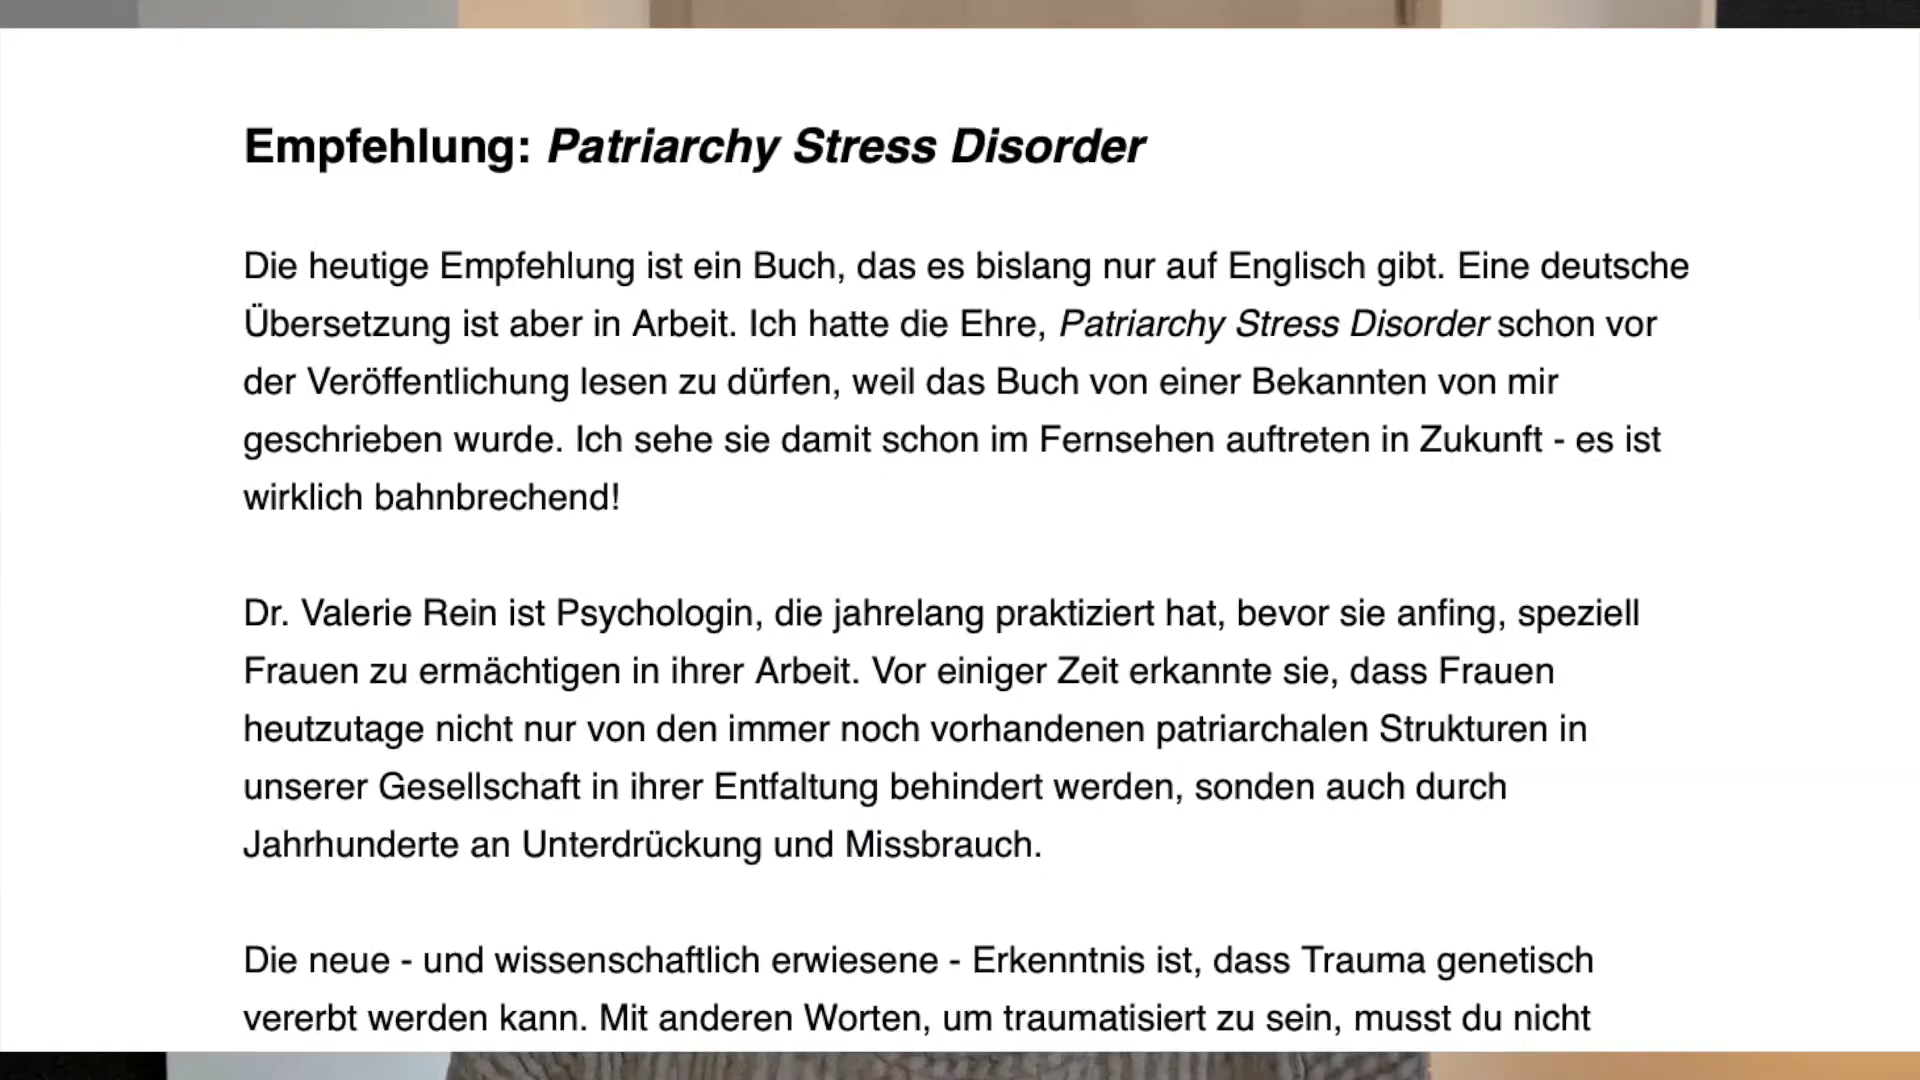 Empfehlung: Patriarchy Stress Disorder
Die heutige Empfehlung ist ein Buch, das es bislang nur auf Englisch gibt. Eine deutsche
Übersetzung ist aber in Arbeit. Ich hatte die Ehre, Patriarchy Stress Disorder schon vor
der Veröffentlichung lesen zu dürfen, weil das Buch von einer Bekannten von mir
geschrieben wurde. Ich sehe sie damit schon im Fernsehen auftreten in Zukunft - es ist
wirklich bahnbrechend!
Dr. Valerie Rein ist Psychologin, die jahrelang praktiziert hat, bevor sie anfing, speziell
Frauen zu ermächtigen in ihrer Arbeit. Vor einiger Zeit erkannte sie, dass Frauen
heutzutage nicht nur von den immer noch vorhandenen patriarchalen Strukturen in
unserer Gesellschaft in ihrer Entfaltung behindert werden, sonden auch durch
Jahrhunderte an Unterdrückung und Missbrauch.
Die neue - und wissenschaftlich erwiesene - Erkenntnis ist, dass Trauma genetisch
vererbt werden kann. Mit anderen Worten, um traumatisiert zu sein, musst du nicht